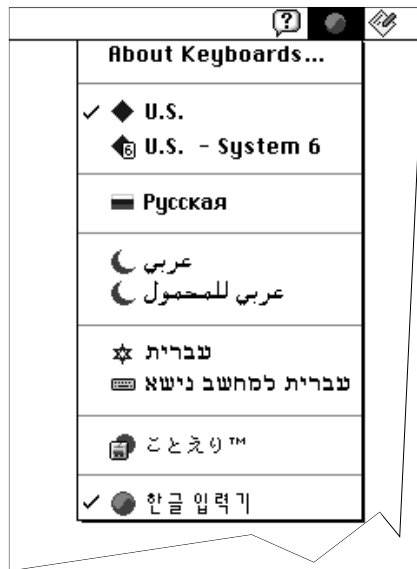 About Keyboards...
U.S.
U.S. - System 6
Русская
عربي
عربي للمحمول
עברית
עברית למחשב נישא
ことえり™
한글 입력기